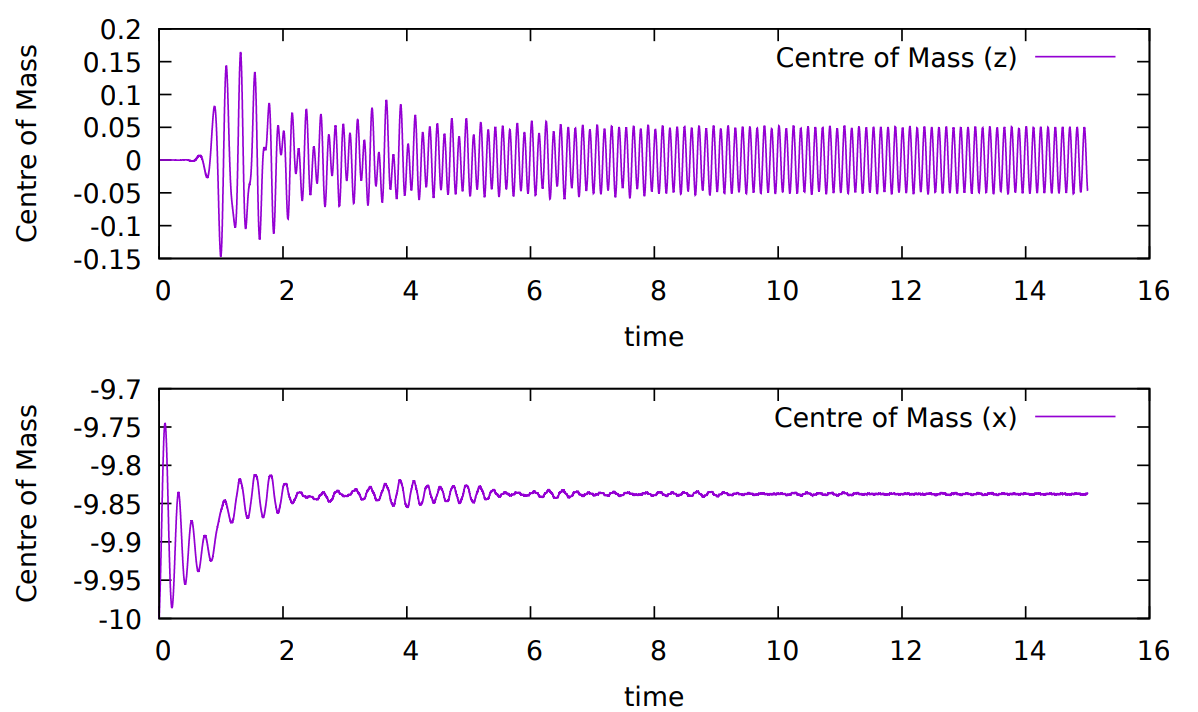 Centre of Mass
0.2
0.15
0.1
0.05
0
-0.05
-0.1
-0.15
Centre of Mass (z)
0 2 4 6 8 10 12 14 16
time
Centre of Mass
-9.7
-9.75
-9.8
-9.85
-9.9
-9.95
-10
Centre of Mass (x)
0 2 4 6 8 10 12 14 16
time